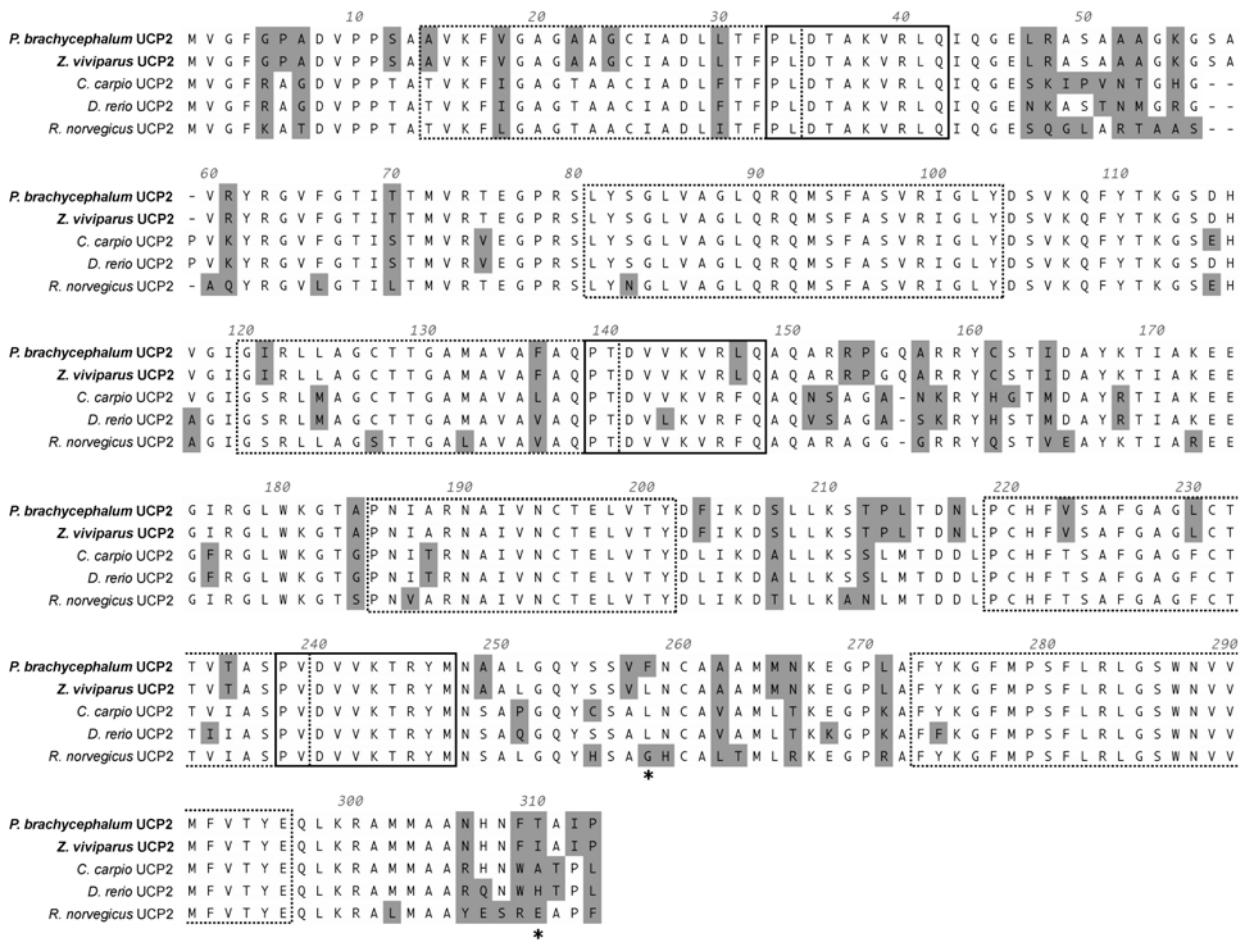 10 20 30 40 50
P. brachycephalum UCP2 M V G F G P A D V P P S A A V K F V G A G A A G C I A D L L T F P L D T A K V R L Q I Q G E L R A S A A A G K G S A
Z. viviparus UCP2 M V G F G P A D V P P S A A V K F V G A G A A G C I A D L L T F P L D T A K V R L Q I Q G E L R A S A A A G K G S A
C. carpio UCP2 M V G F R A G D V P P T A T V K F I G A G T A A C I A D L F T F P L D T A K V R L Q I Q G E S K I P V N T G H G - -
D. rerio UCP2 M V G F R A G D V P P T A T V K F I G A G T A A C I A D L F T F P L D T A K V R L Q I Q G E N K A S T N M G R G - -
R. norvegicus UCP2 M V G F K A T D V P P T A T V K F L G A G T A A C I A D L I T F P L D T A K V R L Q I Q G E S Q G L A R T A A S - -
60 70 80 90 100 110
P. brachycephalum UCP2 - V R Y R G V F G T I T T M V R T E G P R S L Y S G L V A G L Q R Q M S F A S V R I G L Y D S V K Q F Y T K G S D H
Z. viviparus UCP2 - V R Y R G V F G T I T T M V R T E G P R S L Y S G L V A G L Q R Q M S F A S V R I G L Y D S V K Q F Y T K G S D H
C. carpio UCP2 P V K Y R G V F G T I S T M V R V E G P R S L Y S G L V A G L Q R Q M S F A S V R I G L Y D S V K Q F Y T K G S E H
D. rerio UCP2 P V K Y R G V F G T I S T M V R V E G P R S L Y S G L V A G L Q R Q M S F A S V R I G L Y D S V K Q F Y T K G S D H
R. norvegicus UCP2 - A Q Y R G V L G T I L T M V R T E G P R S L Y N G L V A G L Q R Q M S F A S V R I G L Y D S V K Q F Y T K G S E H
120 130 140 150 160 170
P. brachycephalum UCP2 V G I G I R L L A G C T T G A M A V A F A Q P T D V V K V R L Q A Q A R R P G Q A R R Y C S T I D A Y K T I A K E E
Z. viviparus UCP2 V G I G I R L L A G C T T G A M A V A F A Q P T D V V K V R L Q A Q A R R P G Q A R R Y C S T I D A Y K T I A K E E
C. carpio UCP2 V G I G S R L M A G C T T G A M A V A L A Q P T D V V K V R F Q A Q N S A G A - N K R Y H G T M D A Y R T I A K E E
D. rerio UCP2 A G I G S R L M A G C T T G A M A V A V A Q P T D V L K V R F Q A Q V S A G A - S K R Y H S T M D A Y R T I A K E E
R. norvegicus UCP2 A G I G S R L L A G S T T G A L A V A V A Q P T D V V K V R F Q A Q A R A G G - G R R Y Q S T V E A Y K T I A R E E
180 190 200 210 220 230
P. brachycephalum UCP2 G I R G L W K G T A P N I A R N A I V N C T E L V T Y D F I K D S L L K S T P L T D N L P C H F V S A F G A G L C T
Z. viviparus UCP2 G I R G L W K G T A P N I A R N A I V N C T E L V T Y D F I K D S L L K S T P L T D N L P C H F V S A F G A G L C T
C. carpio UCP2 G F R G L W K G T G P N I T R N A I V N C T E L V T Y D L I K D A L L K S S L M T D D L P C H F T S A F G A G F C T
D. rerio UCP2 G F R G L W K G T G P N I T R N A I V N C T E L V T Y D L I K D A L L K S S L M T D D L P C H F T S A F G A G F C T
R. norvegicus UCP2 G I R G L W K G T S P N V A R N A I V N C T E L V T Y D L I K D T L L K A N L M T D D L P C H F T S A F G A G F C T
240 250 260 270 280 290
P. brachycephalum UCP2 T V T A S P V D V V K T R Y M N A A L G Q Y S S V F N C A A A M M N K E G P L A F Y K G F M P S F L R L G S W N V V
Z. viviparus UCP2 T V T A S P V D V V K T R Y M N A A L G Q Y S S V L N C A A A M M N K E G P L A F Y K G F M P S F L R L G S W N V V
C. carpio UCP2 T V I A S P V D V V K T R Y M N S A P G Q Y C S A L N C A V A M L T K E G P K A F Y K G F M P S F L R L G S W N V V
D. rerio UCP2 T I I A S P V D V V K T R Y M N S A Q G Q Y S S A L N C A V A M L T K K G P K A F F K G F M P S F L R L G S W N V V
R. norvegicus UCP2 T V I A S P V D V V K T R Y M N S A L G Q Y H S A G H C A L T M L R K E G P R A F Y K G F M P S F L R L G S W N V V
*
300 310
P. brachycephalum UCP2 M F V T Y E Q L K R A M M A A N H N F T A I P
Z. viviparus UCP2 M F V T Y E Q L K R A M M A A N H N F I A I P
C. carpio UCP2 M F V T Y E Q L K R A M M A A R H N W A T P L
D. rerio UCP2 M F V T Y E Q L K R A M M A A R Q N W H T P L
R. norvegicus UCP2 M F V T Y E Q L K R A L M A A Y E S R E A P F
*